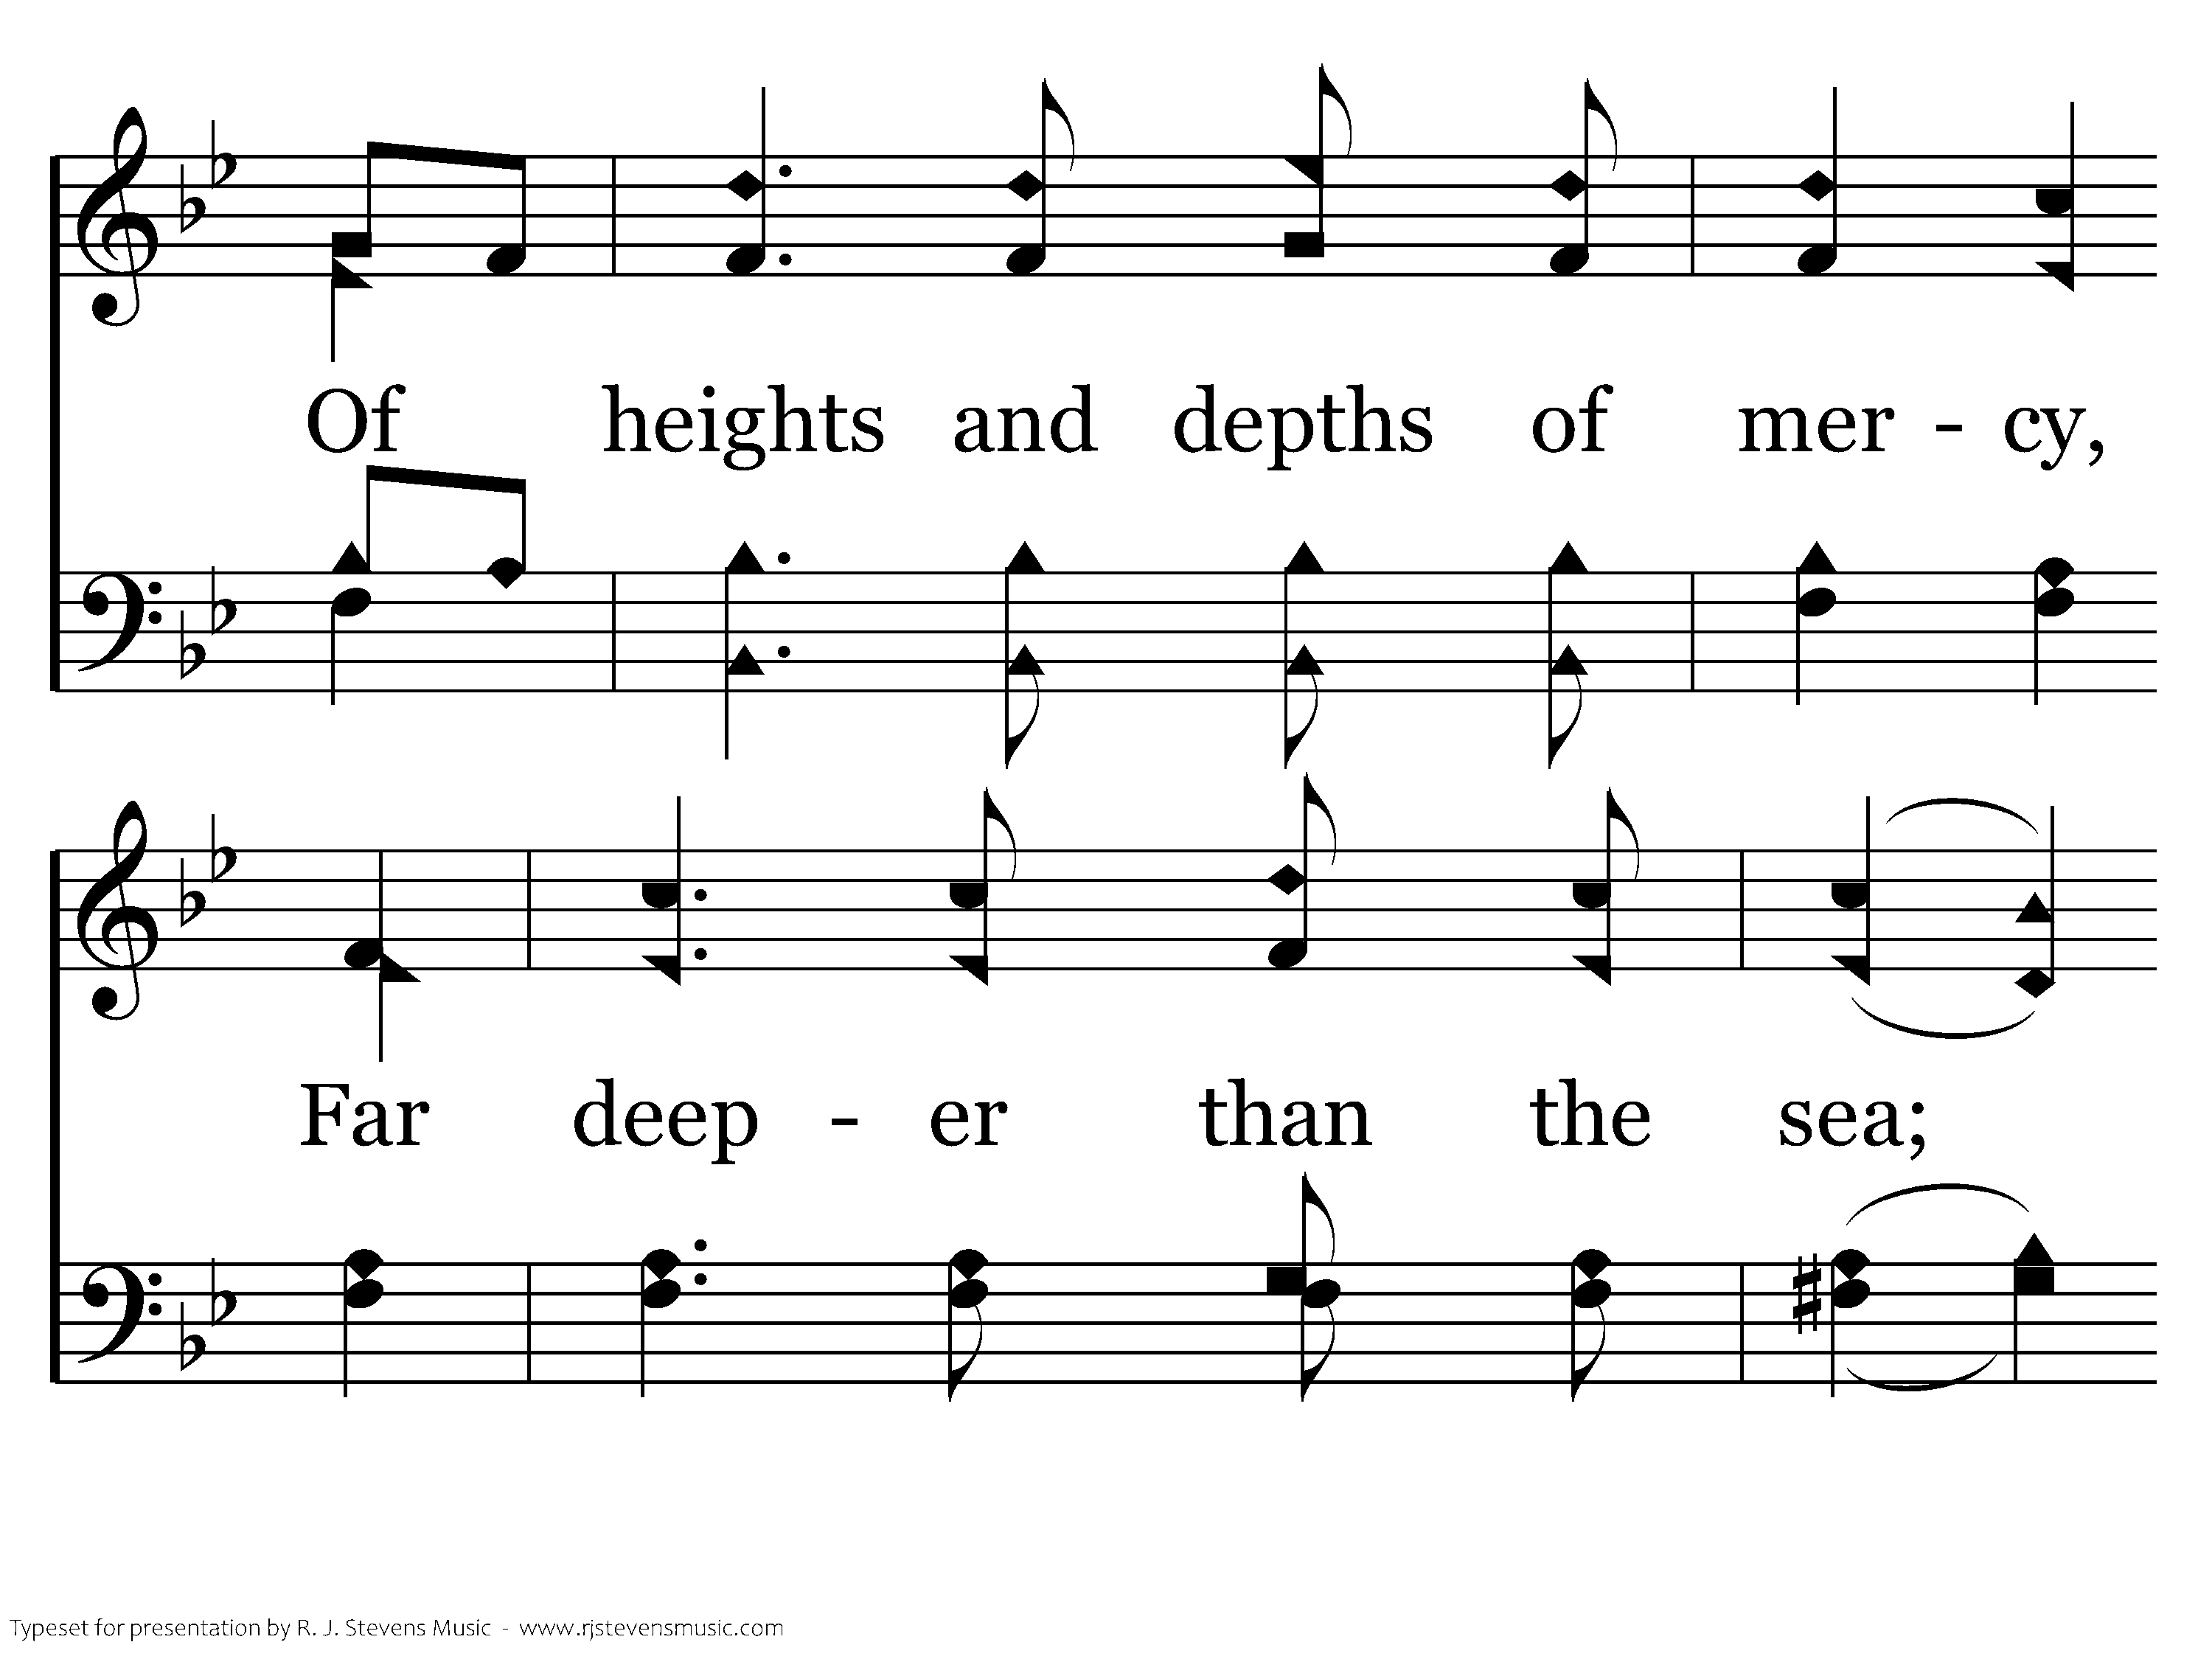 Of heights and depths of mer - cy,
Far deep - er than the sea;
Typeset for presentation by R. J. Stevens Music - www.rjstevensmusic.com